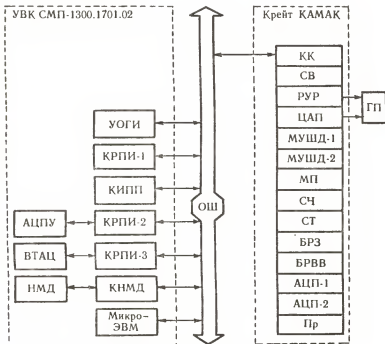 УВК СМП-1300.1701.02
Крейт КАМАК
КК
СВ
РУР
ГП
ЦАП
УОГИ
МУШД-1
КРПИ-1
МУШД-2
КИПП
МП
ОШ
СЧ
АЦПУ
КРПИ-2
СТ
ВТАЦ
КРПИ-3
БРЗ
БРВВ
НМД
КНМД
АЦП-1
Микро-
ЭВМ
АЦП-2
Пр